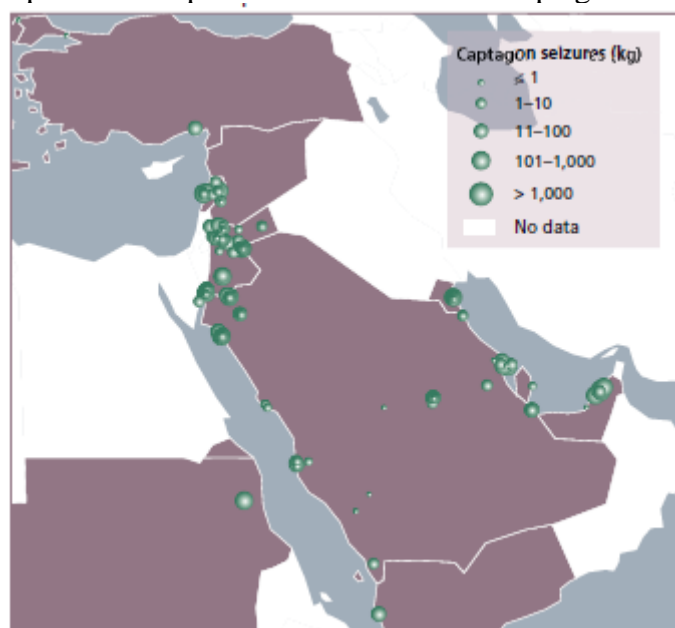 Captagon seizures (kg)
≤ 1
1–10
11–100
101–1,000
> 1,000
No data